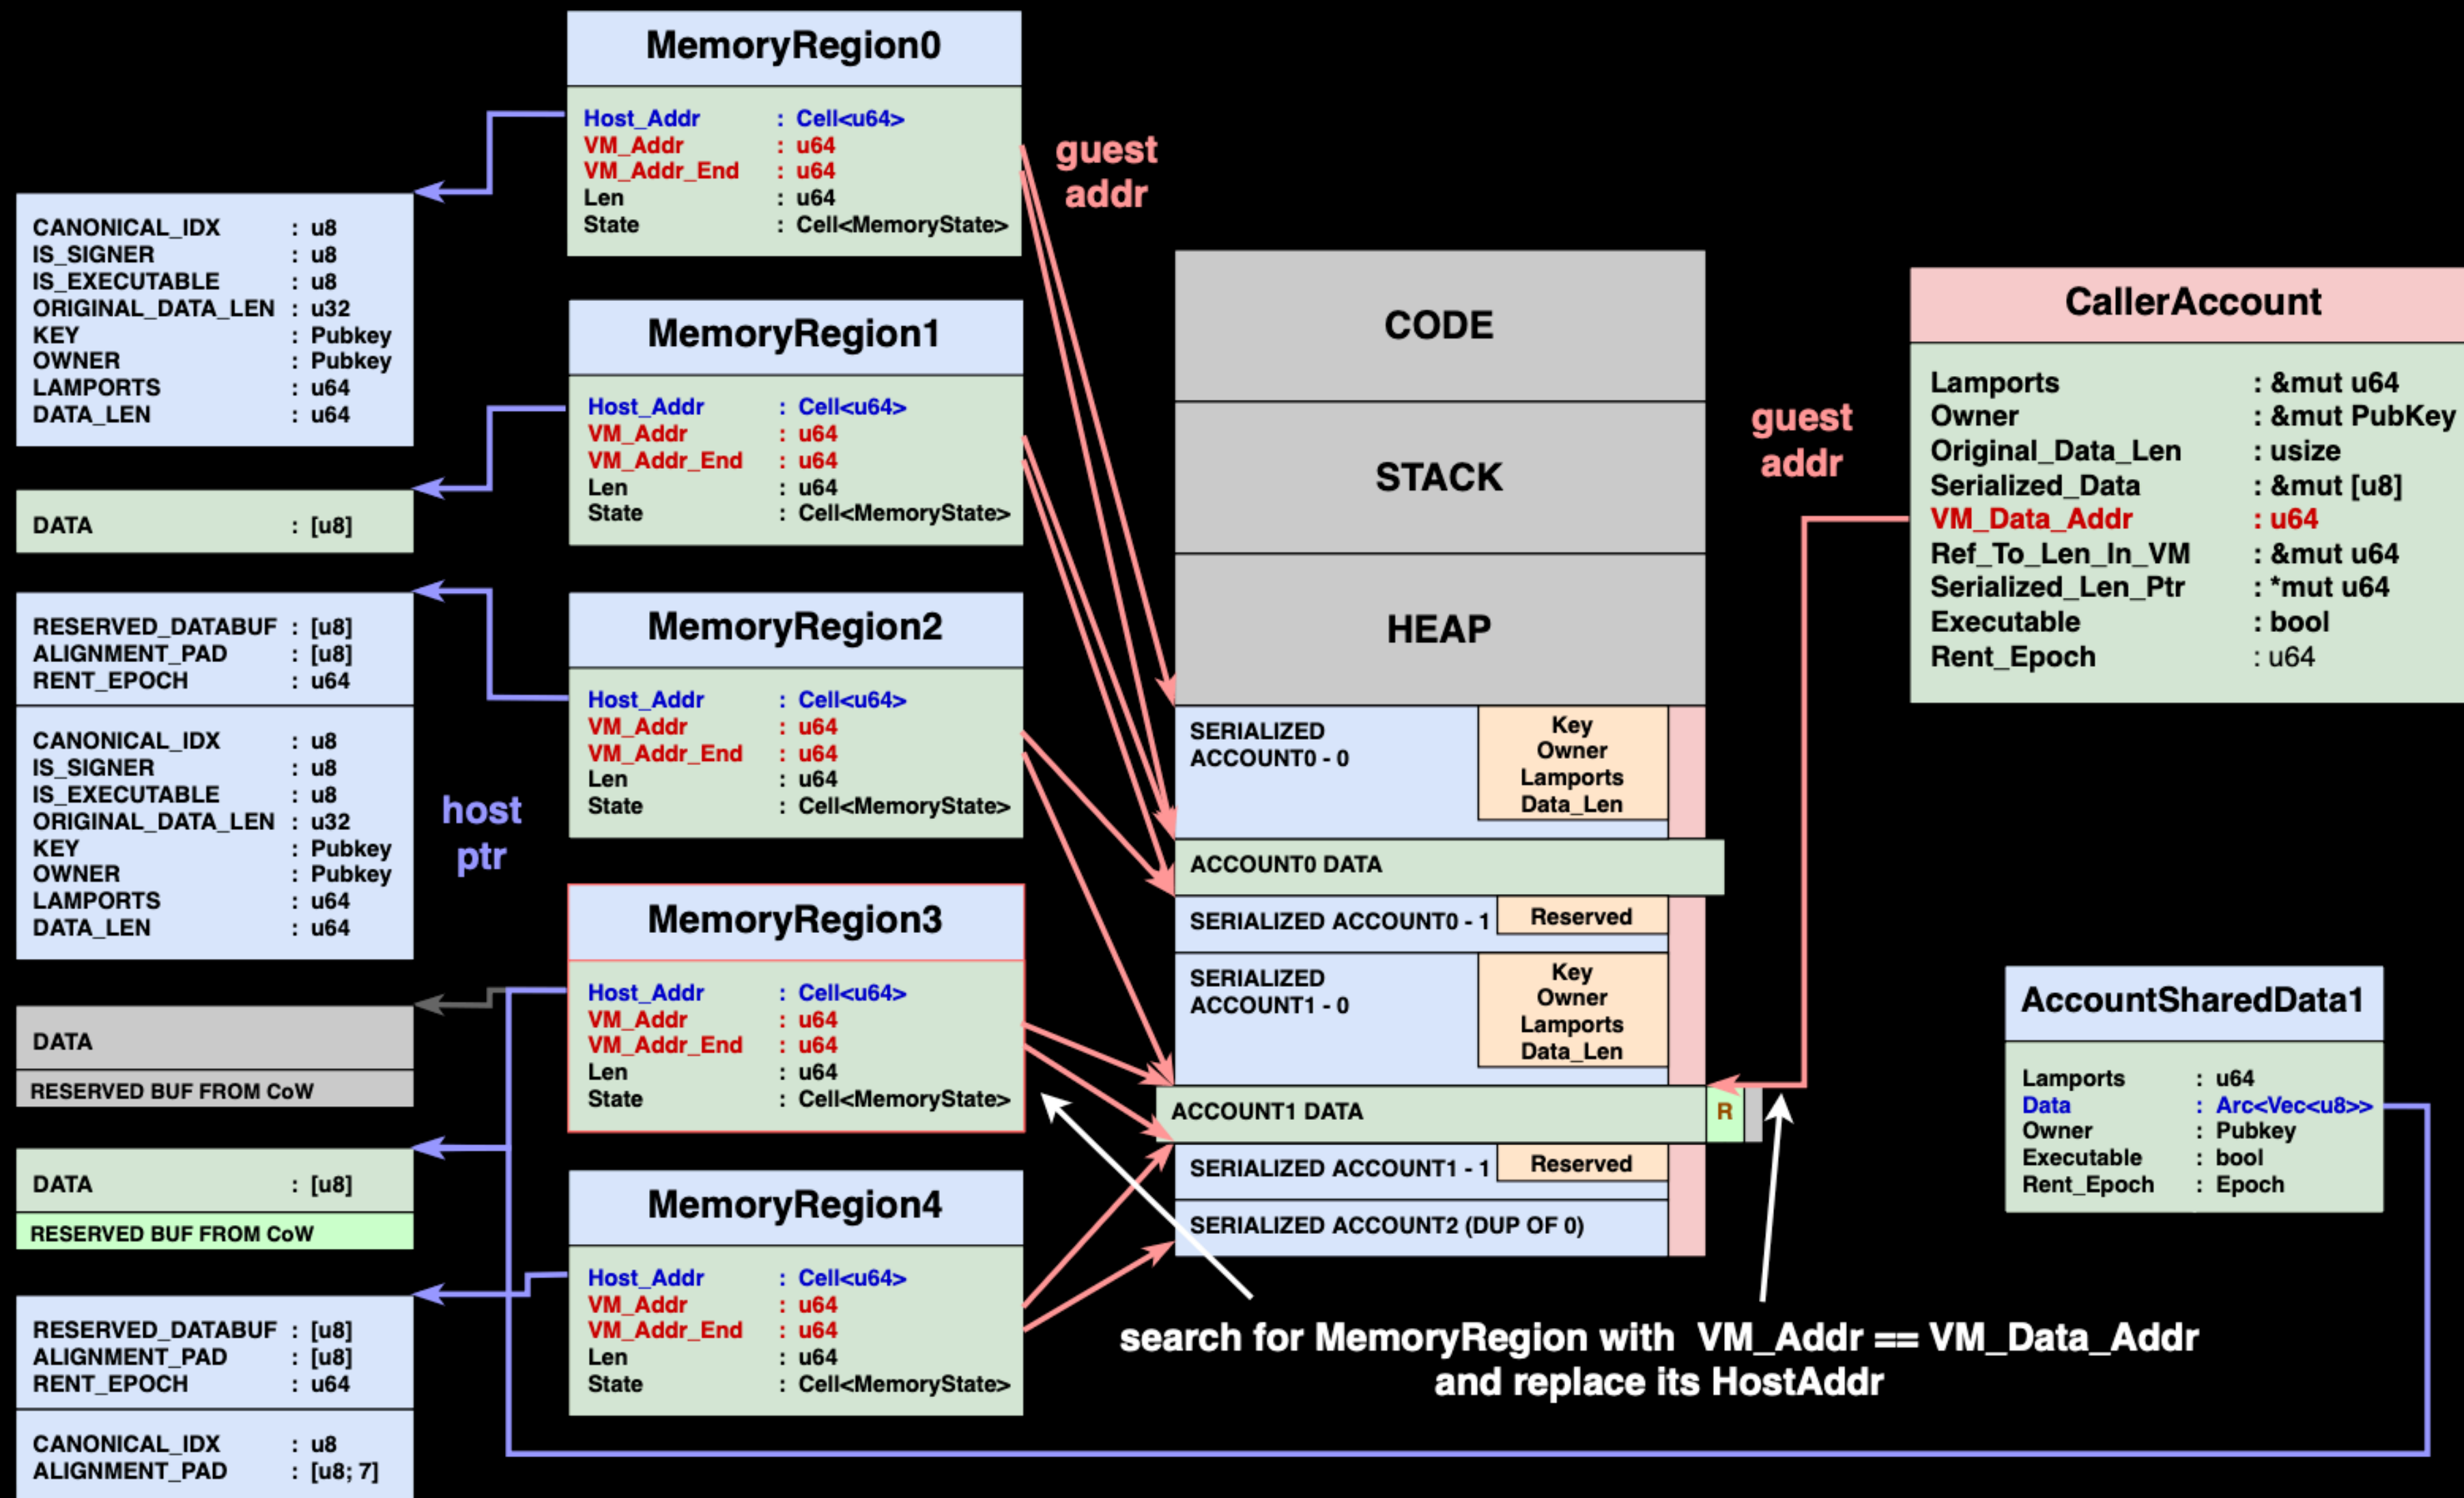 MemoryRegion0
Host_Addr : Cell<u64>
VM_Addr : u64
VM_Addr_End : u64
Len : u64
State : Cell<MemoryState>
MemoryRegion1
Host_Addr : Cell<u64>
VM_Addr : u64
VM_Addr_End : u64
Len : u64
State : Cell<MemoryState>
MemoryRegion2
Host_Addr : Cell<u64>
VM_Addr : u64
VM_Addr_End : u64
Len : u64
State : Cell<MemoryState>
MemoryRegion3
Host_Addr : Cell<u64>
VM_Addr : u64
VM_Addr_End : u64
Len : u64
State : Cell<MemoryState>
MemoryRegion4
Host_Addr : Cell<u64>
VM_Addr : u64
VM_Addr_End : u64
Len : u64
State : Cell<MemoryState>
CANONICAL_IDX : u8
IS_SIGNER : u8
IS_EXECUTABLE : u8
ORIGINAL_DATA_LEN : u32
KEY : Pubkey
OWNER : Pubkey
LAMPORTS : u64
DATA_LEN : u64
DATA : [u8]
RESERVED_DATABUF : [u8]
ALIGNMENT_PAD : [u8]
RENT_EPOCH : u64
CANONICAL_IDX : u8
IS_SIGNER : u8
IS_EXECUTABLE : u8
ORIGINAL_DATA_LEN : u32
KEY : Pubkey
OWNER : Pubkey
LAMPORTS : u64
DATA_LEN : u64
DATA
RESERVED BUF FROM CoW
DATA : [u8]
RESERVED BUF FROM CoW
RESERVED_DATABUF : [u8]
ALIGNMENT_PAD : [u8]
RENT_EPOCH : u64
CANONICAL_IDX : u8
ALIGNMENT_PAD : [u8; 7]
host
ptr
guest
addr
CODE
STACK
HEAP
SERIALIZED
ACCOUNT0 - 0
Key
Owner
Lamports
Data_Len
ACCOUNT0 DATA
SERIALIZED ACCOUNT0 - 1
Reserved
SERIALIZED
ACCOUNT1 - 0
Key
Owner
Lamports
Data_Len
ACCOUNT1 DATA
R
SERIALIZED ACCOUNT1 - 1
Reserved
SERIALIZED ACCOUNT2 (DUP OF 0)
guest
addr
CallerAccount
Lamports : &mut u64
Owner : &mut PubKey
Original_Data_Len : usize
Serialized_Data : &mut [u8]
VM_Data_Addr : u64
Ref_To_Len_In_VM : &mut u64
Serialized_Len_Ptr : *mut u64
Executable : bool
Rent_Epoch : u64
AccountSharedData1
Lamports : u64
Data : Arc<Vec<u8>>
Owner : Pubkey
Executable : bool
Rent_Epoch : Epoch
search for MemoryRegion with VM_Addr == VM_Data_Addr
and replace its HostAddr